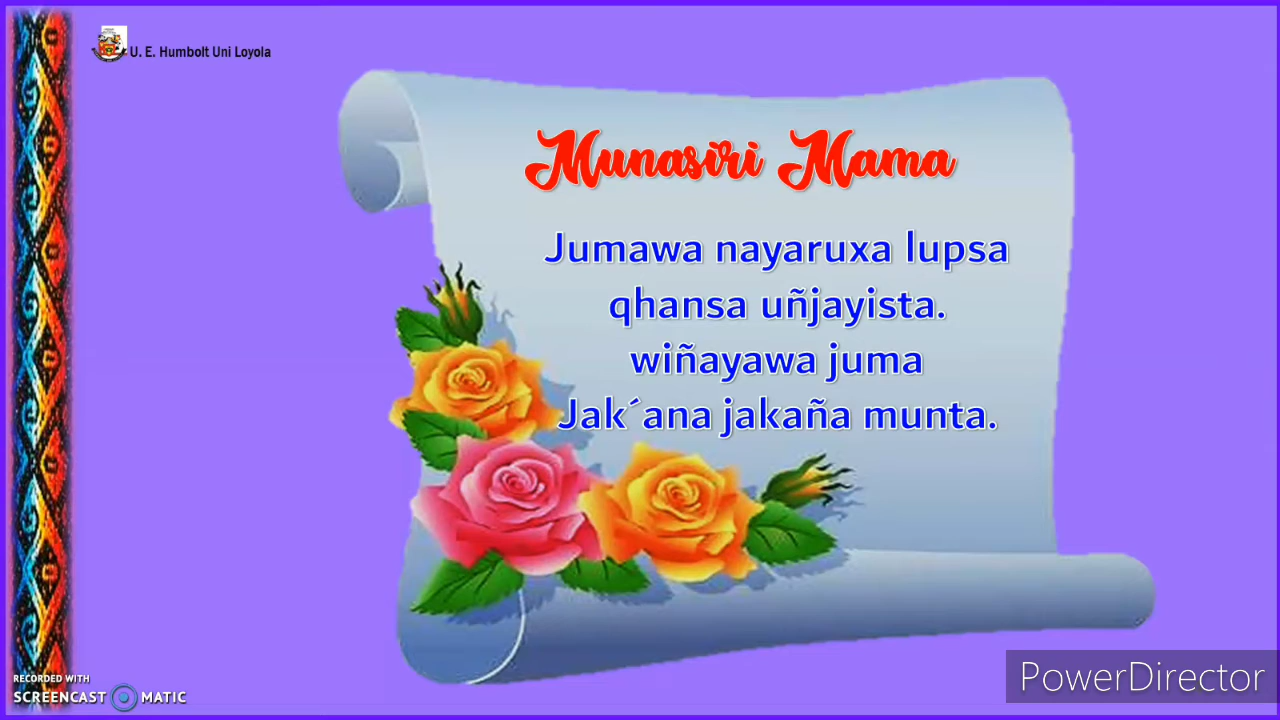 U. E. Humbolt Uni Loyola
Munasiri Mama
Jumawa nayaruxa lupsa
qhansa uñjayista.
wiñayawa juma
Jak´ana jakaña munta.
RECORDED WITH
SCREENCAST MATIC
PowerDirector